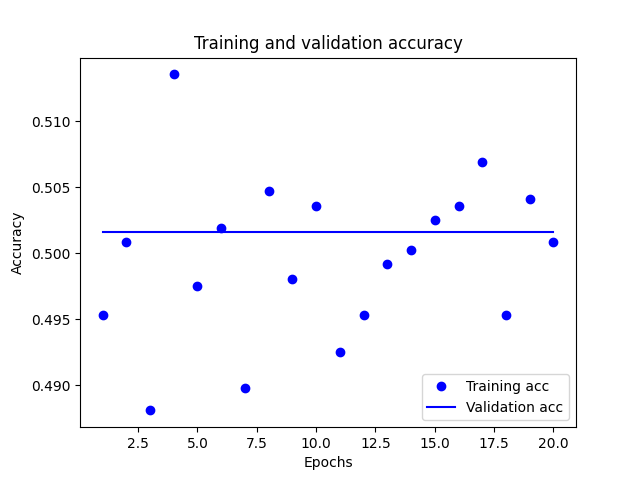 Training and validation accuracy
0.510
0.505
0.500
0.495
0.490
Accuracy
Training acc
Validation acc
2.5 5.0 7.5 10.0 12.5 15.0 17.5 20.0
Epochs